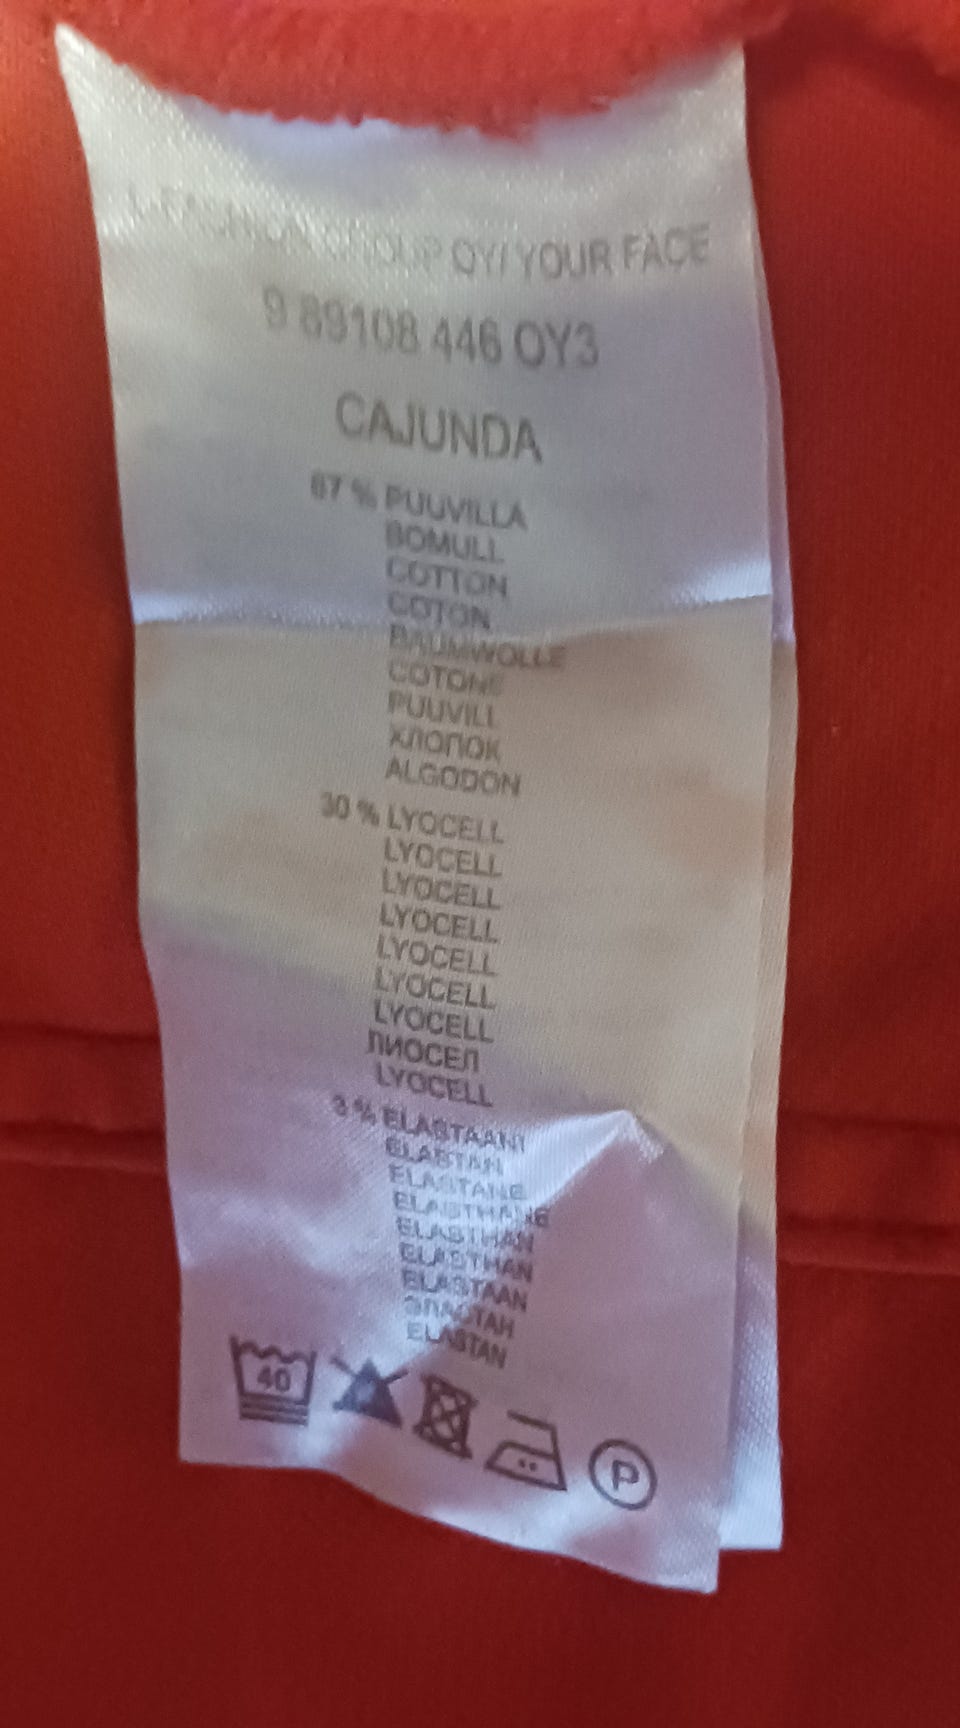 GROUP OY/ YOUR FACE
9 89108 446 OY3
CAJUNDA
67 % PUUVILLA
BOMULL
COTTON
COTON
BAUMWOLLE
COTONE
PUUVILL
ХЛОПОК
ALGODON
30 % LYOCELL
LYOCELL
LYOCELL
LYOCELL
LYOCELL
LYOCELL
LYOCELL
ЛИОСЕЛ
LYOCELL
3 % ELASTAANI
ELASTAN
ELASTANE
ELASTHANE
ELASTHAN
ELASTHAN
ELASTAAN
ЭЛАСТАН
ELASTAN
40
P